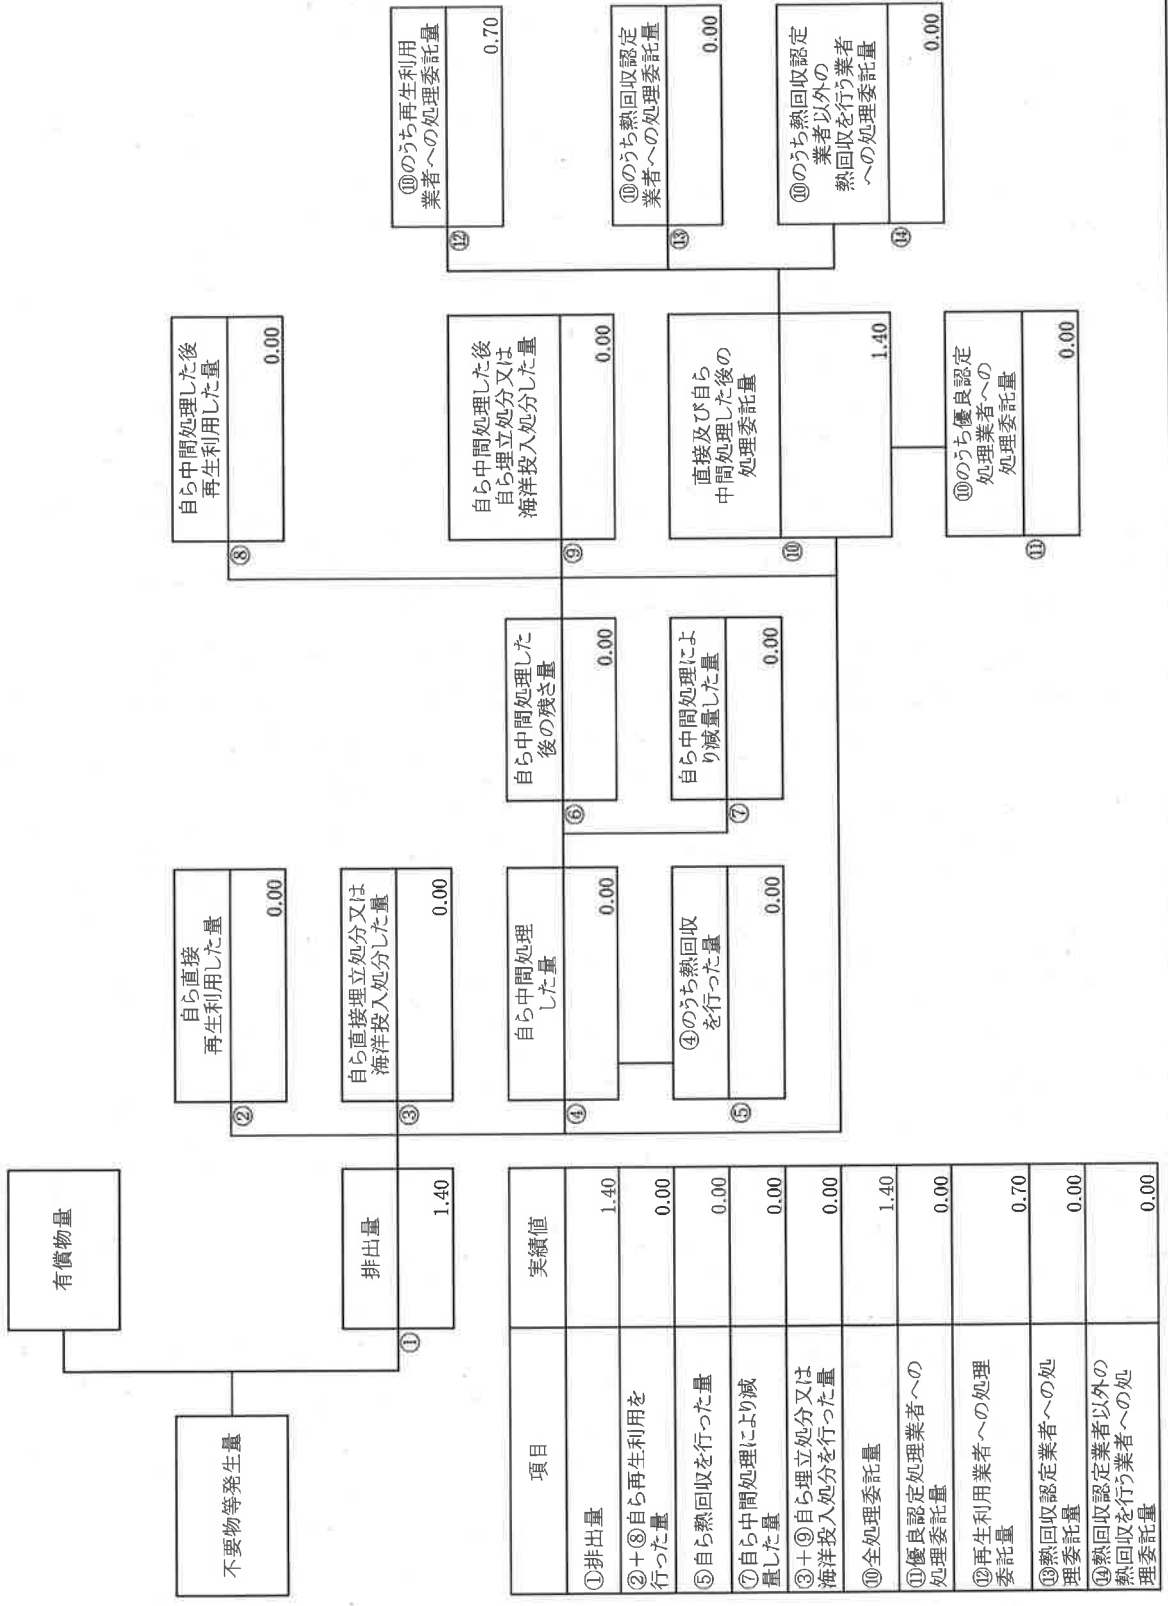 不要物等発生量
有償物量
①
排出量
1.40
②
自ら直接
再生利用した量
0.00
③
自ら直接埋立処分又は
海洋投入処分した量
0.00
④
自ら中間処理
した量
0.00
⑤
④のうち熱回収
を行った量
0.00
⑥
自ら中間処理した
後の残さ量
0.00
⑦
自ら中間処理によ
り減量した量
0.00
⑧
自ら中間処理した後
再生利用した量
0.00
⑨
自ら中間処理した後
自ら埋立処分又は
海洋投入処分した量
0.00
⑩
直接及び自ら
中間処理した後の
処理委託量
1.40
⑪
⑩のうち優良認定
処理業者への
処理委託量
0.00
⑫
⑩のうち再生利用
業者への処理委託量
0.70
⑬
⑩のうち熱回収認定
業者への処理委託量
0.00
⑭
⑩のうち熱回収認定
業者以外の
熱回収を行う業者
への処理委託量
0.00
項目 実績値
①排出量 1.40
②+⑧自ら再生利用を
行った量 0.00
⑤自ら熱回収を行った量 0.00
⑦自ら中間処理により減
量した量 0.00
③+⑨自ら埋立処分又は
海洋投入処分を行った量 0.00
⑩全処理委託量 1.40
⑪優良認定処理業者への
処理委託量 0.00
⑫再生利用業者への処理
委託量 0.70
⑬熱回収認定業者への処
理委託量 0.00
⑭熱回収認定業者以外の
熱回収を行う業者への処
理委託量 0.00